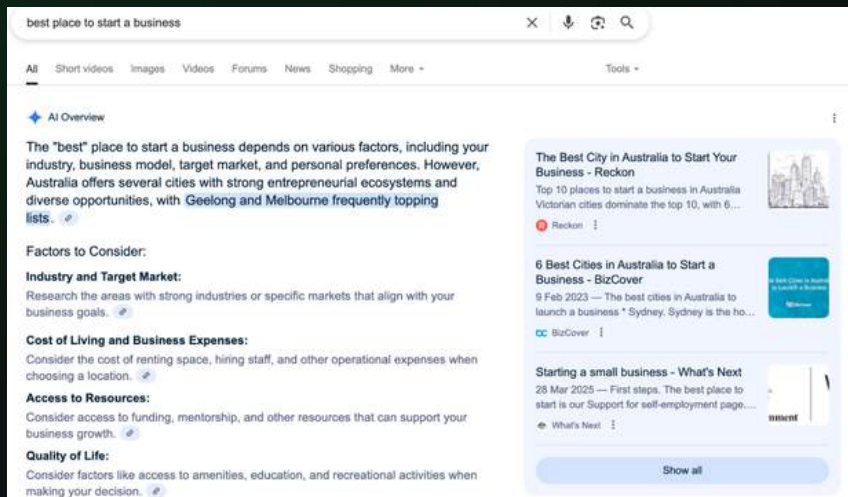 best place to start a business
All Short videos Images Videos Forums News Shopping More Tools
AI Overview
The "best" place to start a business depends on various factors, including your
industry, business model, target market, and personal preferences. However,
Australia offers several cities with strong entrepreneurial ecosystems and
diverse opportunities, with Geelong and Melbourne frequently topping
lists.
Factors to Consider:
Industry and Target Market:
Research the areas with strong industries or specific markets that align with your
business goals.
Cost of Living and Business Expenses:
Consider the cost of renting space, hiring staff, and other operational expenses when
choosing a location.
Access to Resources:
Consider access to funding, mentorship, and other resources that can support your
business growth.
Quality of Life:
Consider factors like access to amenities, education, and recreational activities when
making your decision.
The Best City in Australia to Start Your
Business - Reckon
Top 10 places to start a business in Australia
Victorian cities dominate the top 10, with 6...
Reckon
6 Best Cities in Australia to Start a
Business - BizCover
9 Feb 2023 — The best cities in Australia to
launch a business * Sydney. Sydney is the ho...
BizCover
Starting a small business - What's Next
28 Mar 2025 — First steps. The best place to
start is our Support for self-employment page....
nment
What's Next
Show all